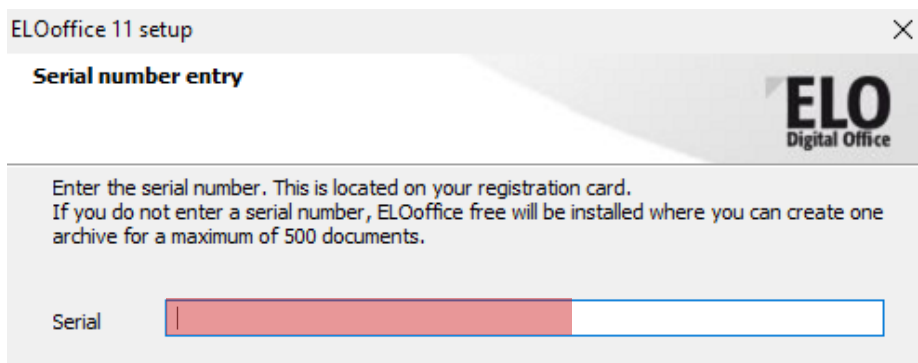 ELOoffice 11 setup
Serial number entry
ELO
Digital Office
Enter the serial number. This is located on your registration card.
If you do not enter a serial number, ELOoffice free will be installed where you can create one
archive for a maximum of 500 documents.
Serial